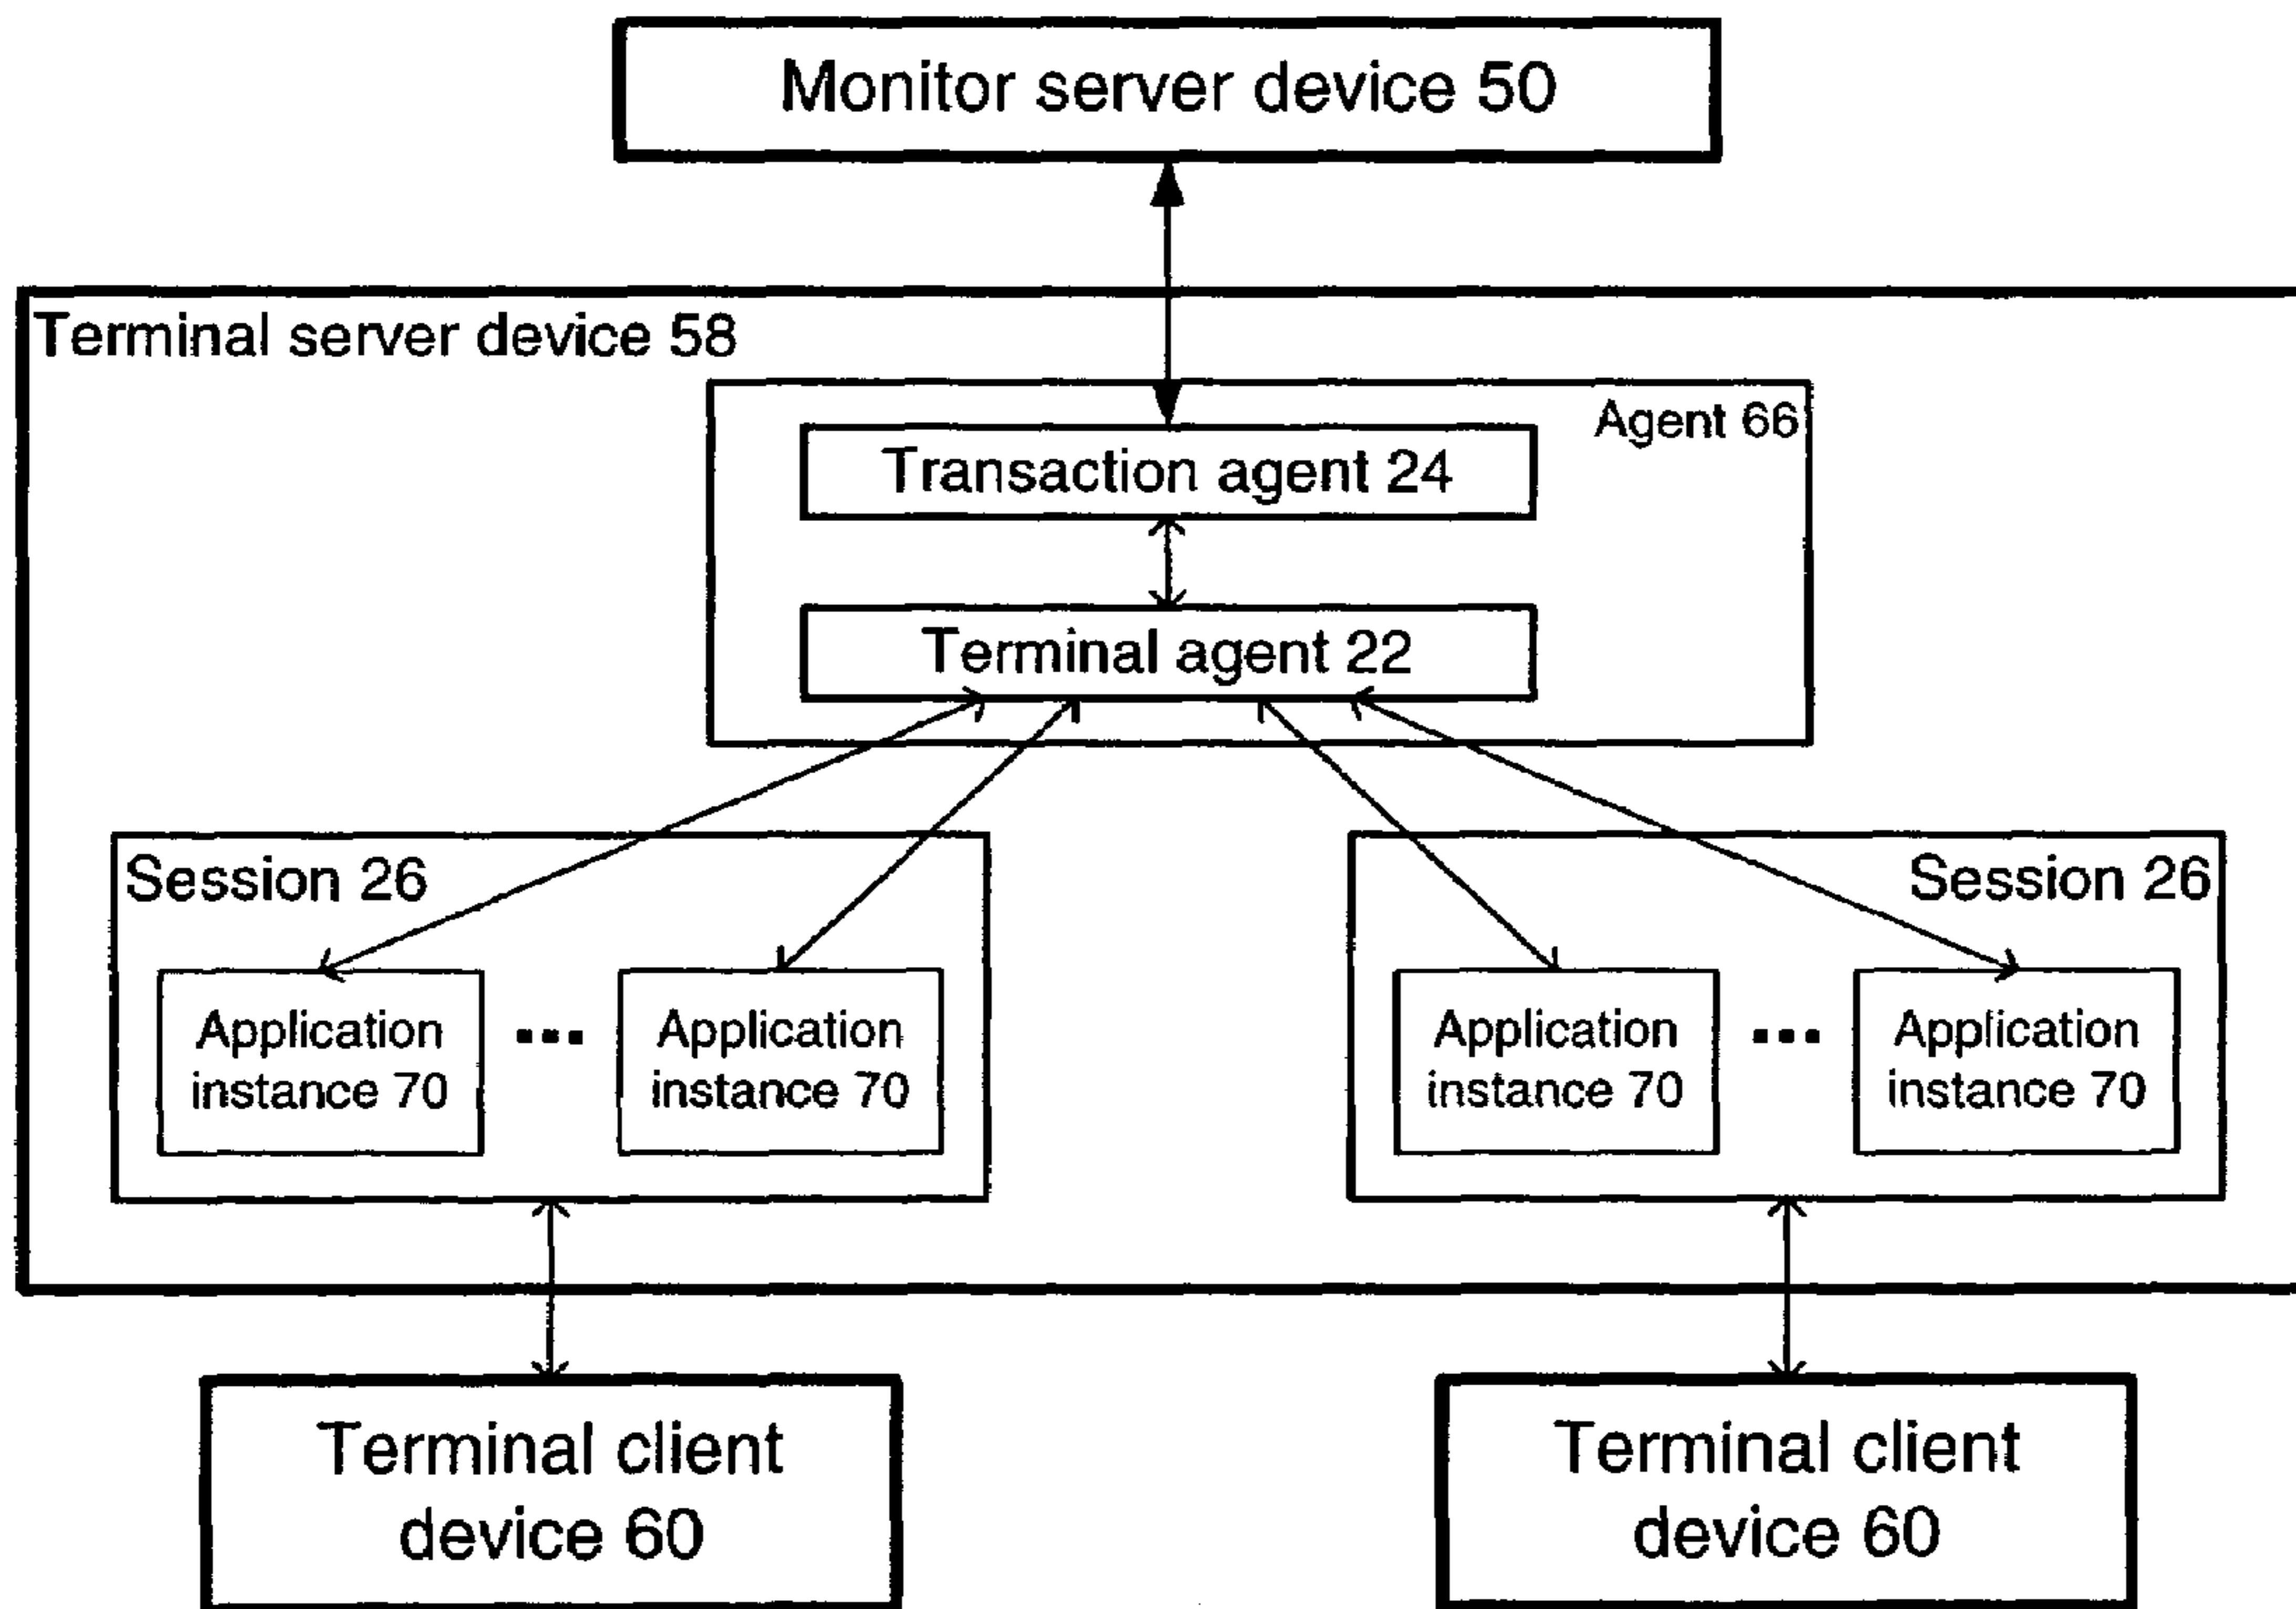 Monitor server device 50
Terminal server device 58
Agent 66
Transaction agent 24
Terminal agent 22
Session 26
Session 26
Application
instance 70
...
Application
instance 70
Application
instance 70
...
Application
instance 70
Terminal client
device 60
Terminal client
device 60